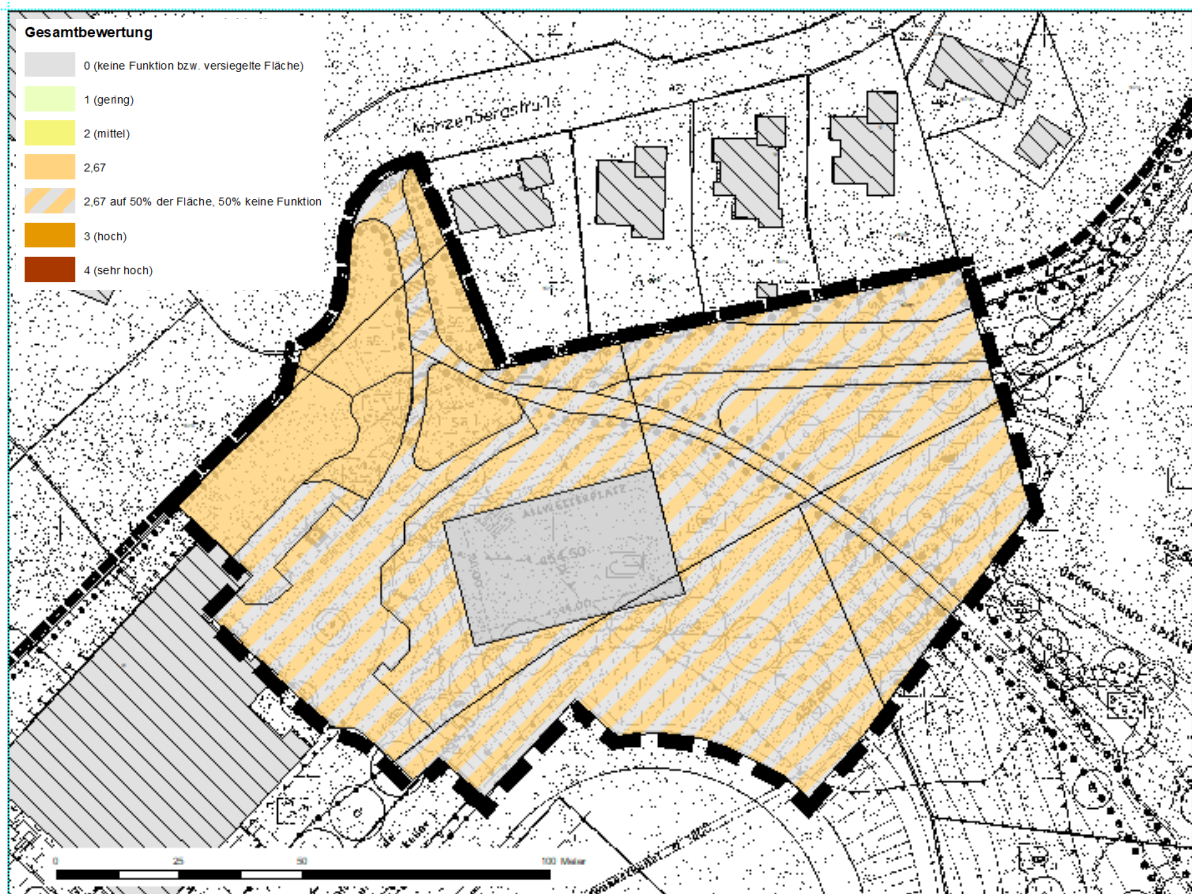 Gesamtbewertung
0 (keine Funktion bzw. versiegelte Fläche)
1 (gering)
2 (mittel)
2,67
2,67 auf 50% der Fläche, 50% keine Funktion
3 (hoch)
4 (sehr hoch)
ALLWETTERPLATZ
0
25
50
100 Meter